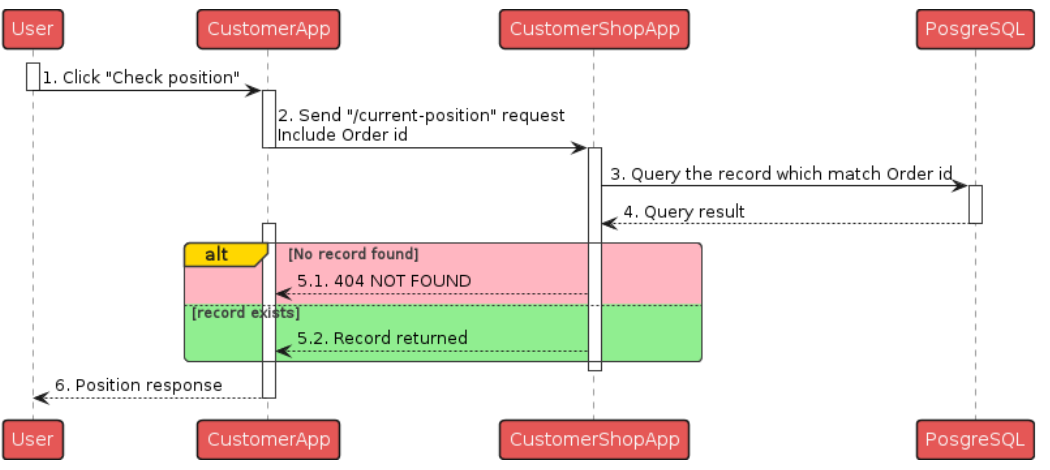 User
CustomerApp
CustomerShopApp
PosgreSQL
1. Click "Check position"
2. Send "/current-position" request
Include Order id
3. Query the record which match Order id
4. Query result
alt
[No record found]
5.1. 404 NOT FOUND
[record exists]
5.2. Record returned
6. Position response
User
CustomerApp
CustomerShopApp
PosgreSQL